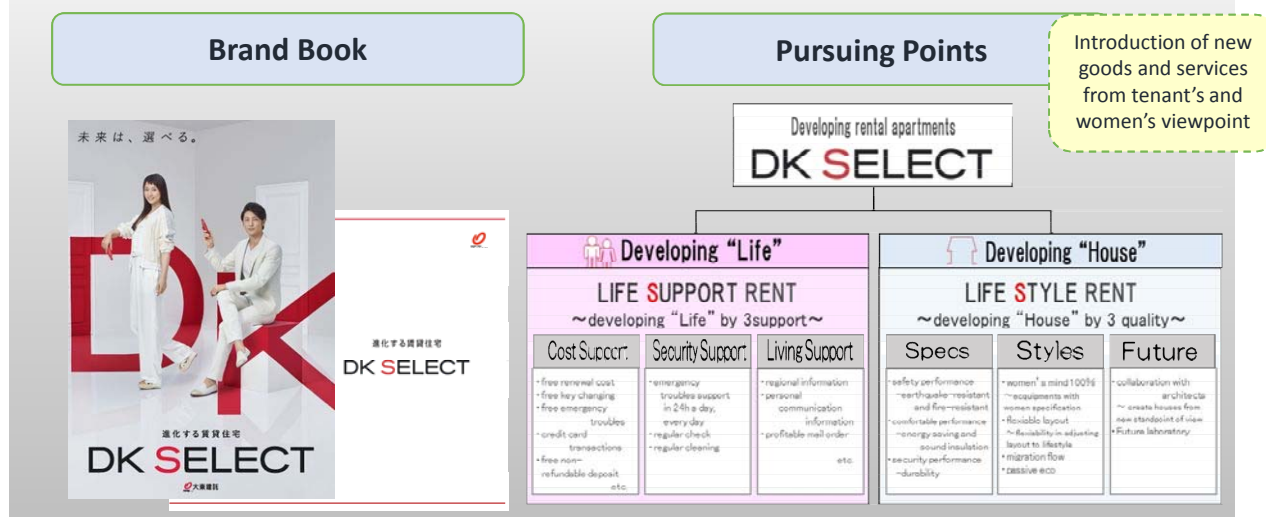 Brand Book
未来は、選べる。
DK
進化する賃貸住宅
DK SELECT
大東建託
進化する賃貸住宅
DK SELECT
Pursuing Points
Introduction of new
goods and services
from tenant's and
women's viewpoint
Developing rental apartments
DK SELECT
Developing "Life"
LIFE SUPPORT RENT
～developing "Life" by 3support～
Cost Support
・free renewal cost
・free key changing
・free emergency
troubles
・credit card
transactions
・free non-
refundable deposit
etc.
Security Support
・emergency
troubles support
in 24h a day,
every day
・regular check
・regular cleaning
Living Support
・regional information
・personal
communication
information
・profitable mail order
etc.
Developing "House"
LIFE STYLE RENT
～developing "House" by 3 quality～
Specs
・safety performance
～earthquake-resistant
and fire-resistant
・comfortable performance
～energy saving and
sound insulation
・security performance
～durability
Styles
・women's mind100%
～equipments with
women specification
・flexiable layout
～flexibility in adjusting
layout to lifestyle
・migration flow
・passive eco
Future
・collaboration with
architects
～ create houses from
new standpoint of view
・Future laboratory